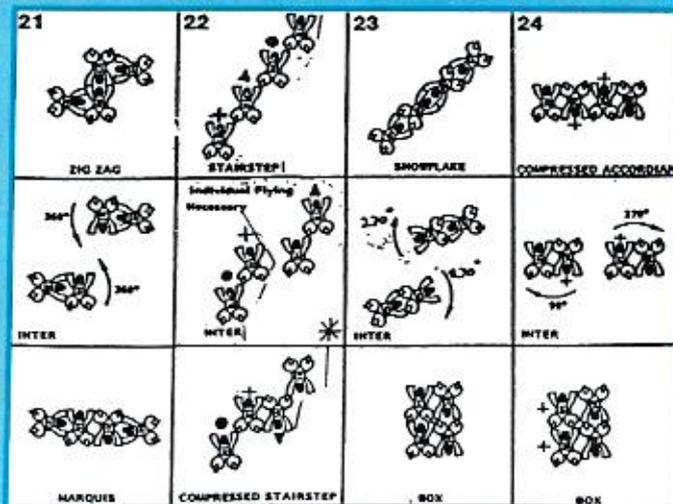 21
22
23
24
ZIG ZAG
STAIRSTEP
SNOWFLAKE
COMPRESSED ACCORDIAN
360°
360°
INTER
Individual Flying
Necessary
INTER
270°
INTER
270°
90°
INTER
MARQUIS
COMPRESSED STAIRSTEP
BOX
BOX